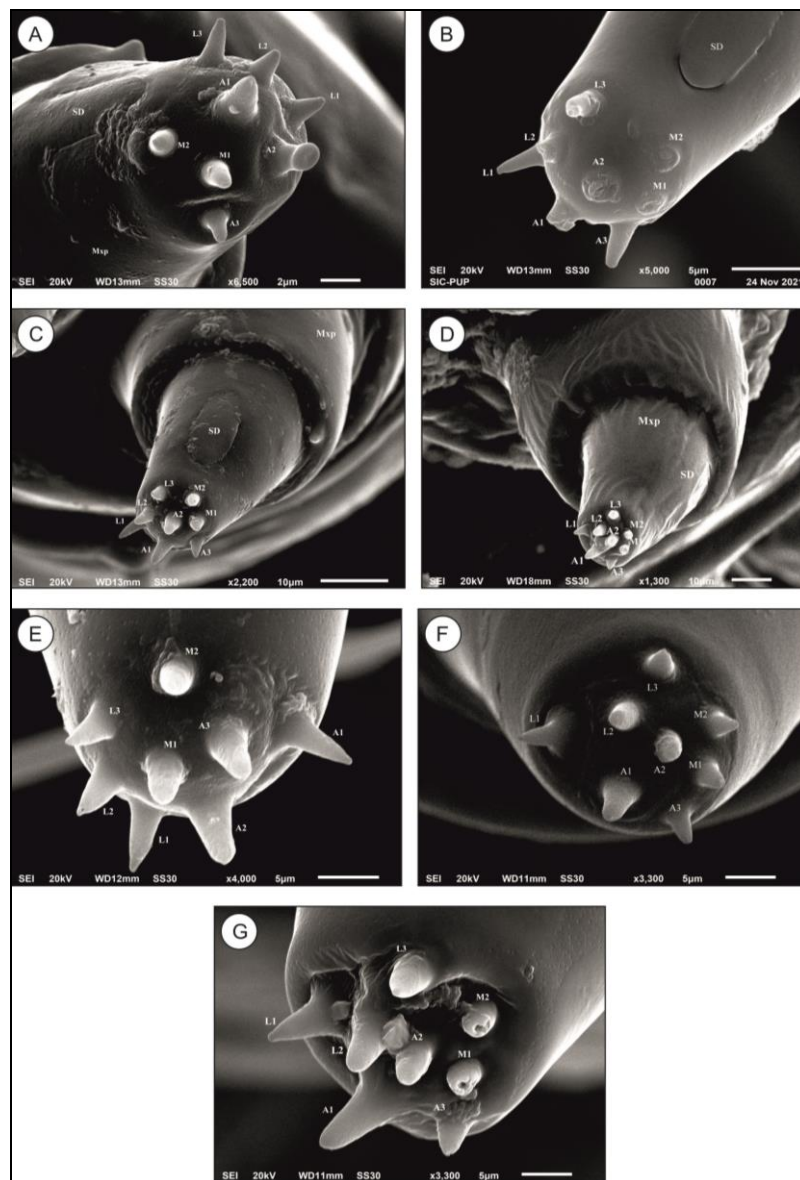 A
L3
L2
A1
L1
SD
M2
A2
M1
A3
Mxp
SEI 20kV WD13mm SS30 x6,500 2µm
B
SD
L3
L2
M2
L1
A2
M1
A1
A3
SEI 20kV WD13mm SS30 x5,000 5µm
SIC-PUP 0007 24 Nov 2021
C
Mxp
SD
L3
M2
L2
L1
A2
M1
A1
A3
SEI 20kV WD13mm SS30 x2,200 10µm
D
Mxp
SD
L3
L1
L2
A2
M2
M1
A1
A3
SEI 20kV WD18mm SS30 x1,300 10µm
E
M2
L3
A3
A1
M1
L2
A2
L1
SEI 20kV WD12mm SS30 x4,000 5µm
F
L3
L1
M2
L2
A2
M1
A1
A3
SEI 20kV WD11mm SS30 x3,300 5µm
G
L3
M2
L1
A2
L2
M1
A1
A3
SEI 20kV WD11mm SS30 x3,300 5µm